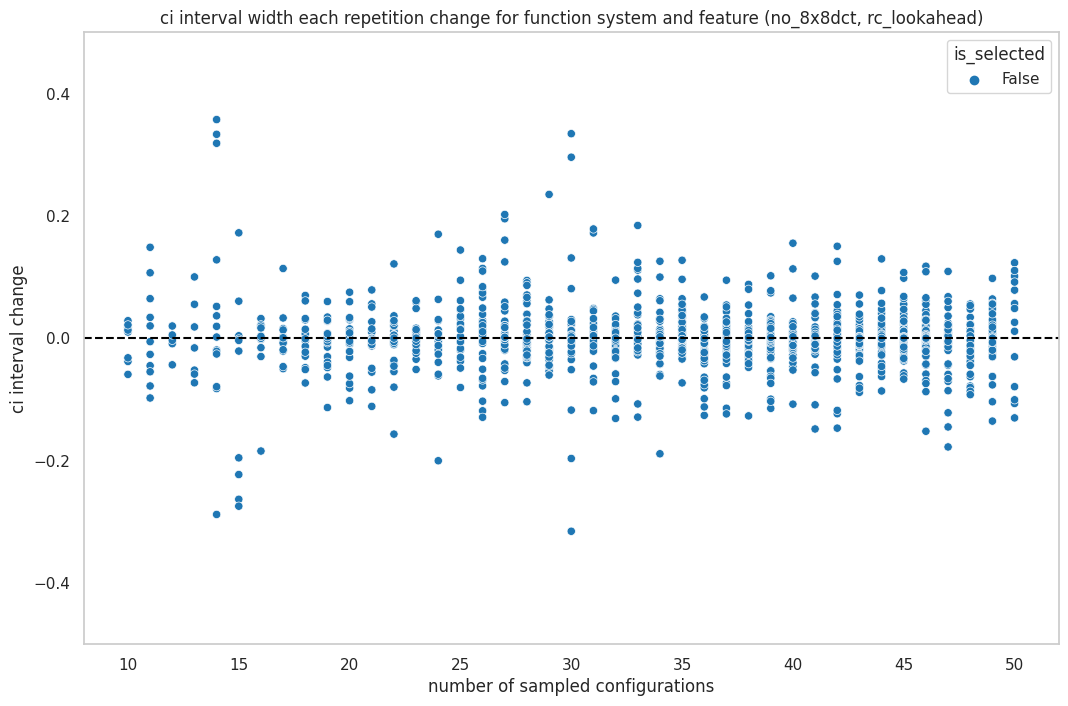 ci interval width each repetition change for function system and feature (no_8x8dct, rc_lookahead)
is_selected
False
0.4
0.2
0.0
−0.2
−0.4
ci interval change
10
15
20
25
30
35
40
45
50
number of sampled configurations